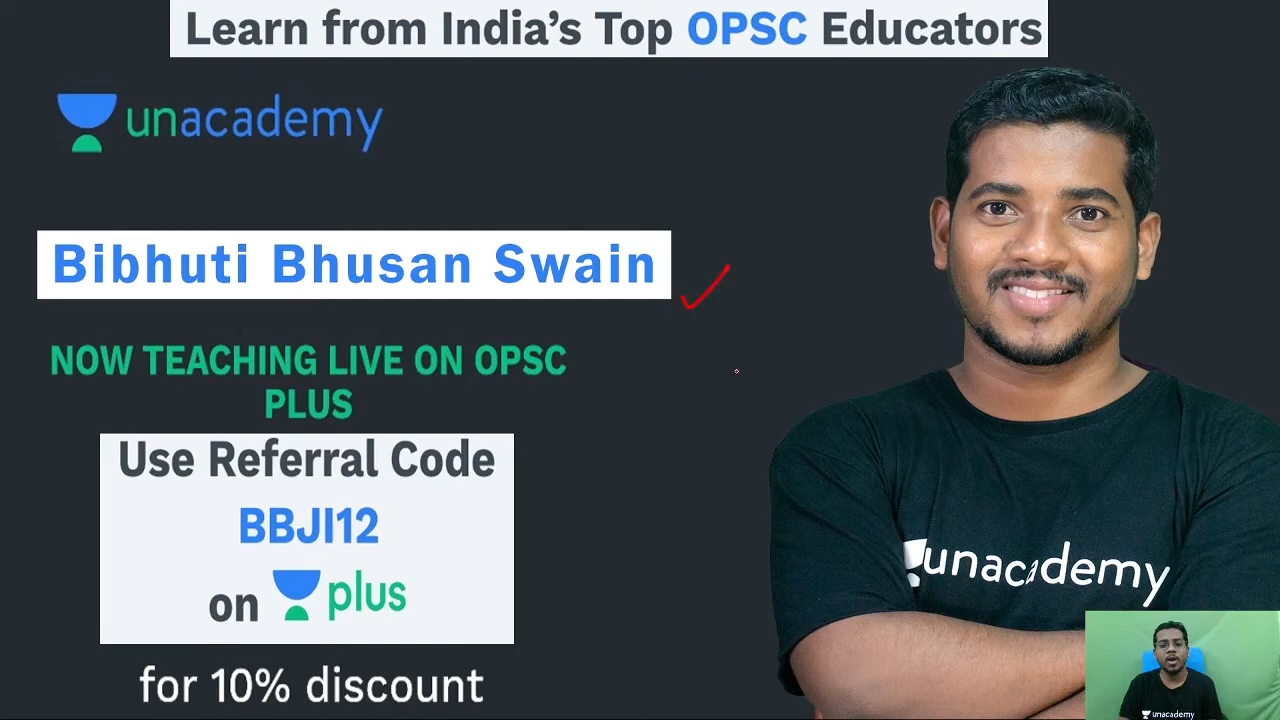 Learn from India's Top OPSC Educators
unacademy
Bibhuti Bhusan Swain
NOW TEACHING LIVE ON OPSC
PLUS
Use Referral Code
BBJI12
on plus
for 10% discount
unacademy
unacademy